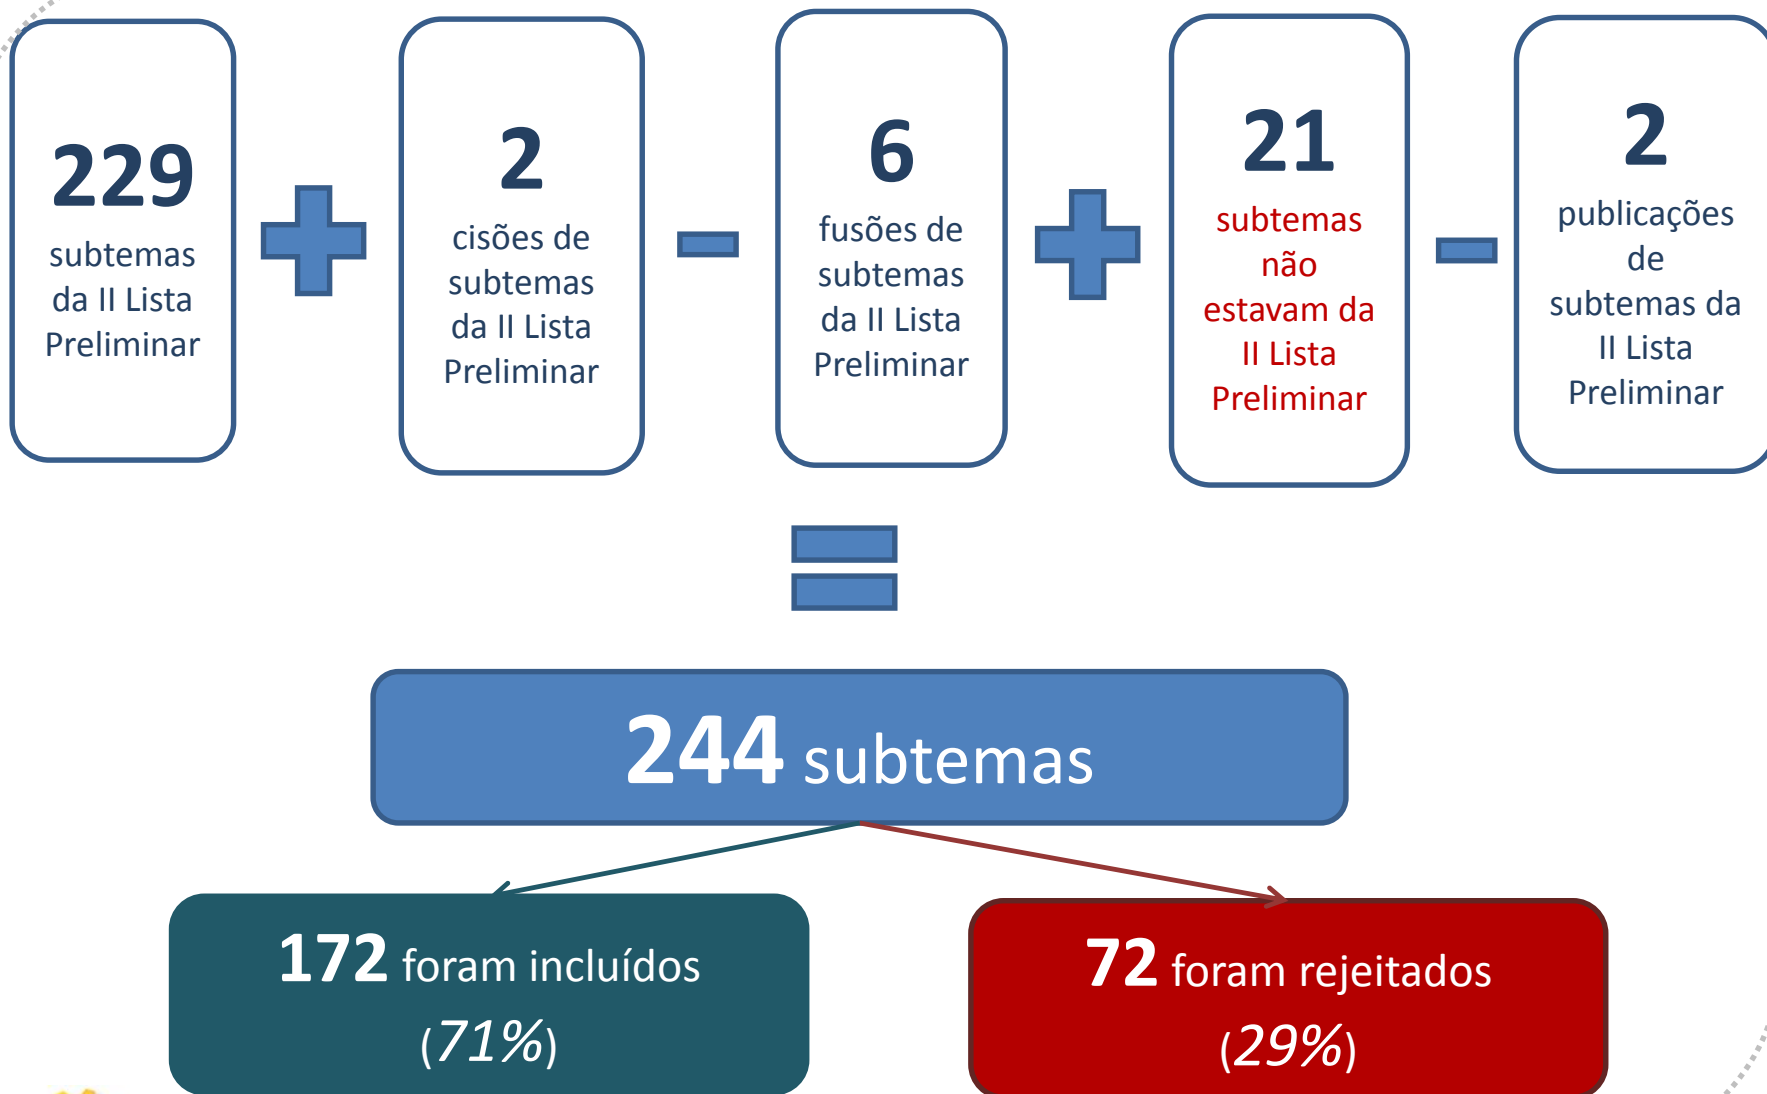 229
subtemas
da II Lista
Preliminar
2
cisões de
subtemas
da II Lista
Preliminar
6
fusões de
subtemas
da II Lista
Preliminar
21
subtemas
não
estavam da
II Lista
Preliminar
2
publicações
de
subtemas da
II Lista
Preliminar
244 subtemas
172 foram incluídos
(71%)
72 foram rejeitados
(29%)